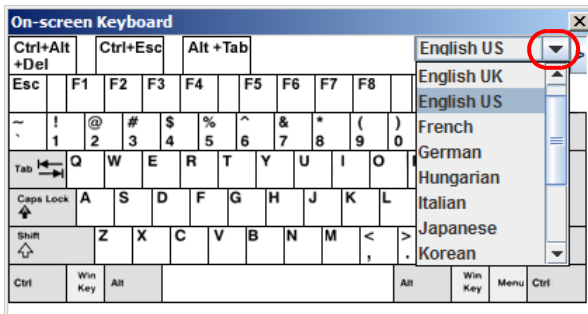 On-screen Keyboard
Ctrl+Alt +Del Ctrl+Esc Alt +Tab English US
English UK
English US
French
German
Hungarian
Italian
Japanese
Korean
Esc F1 F2 F3 F4 F5 F6 F7 F8
~ ! @ # $ % ^ & * ( )
` 1 2 3 4 5 6 7 8 9 0
Tab Q W E R T Y U I O
Caps Lock A S D F G H J K L
Shift Z X C V B N M < >
, .
Ctrl Win Key Alt Alt Win Key Menu Ctrl